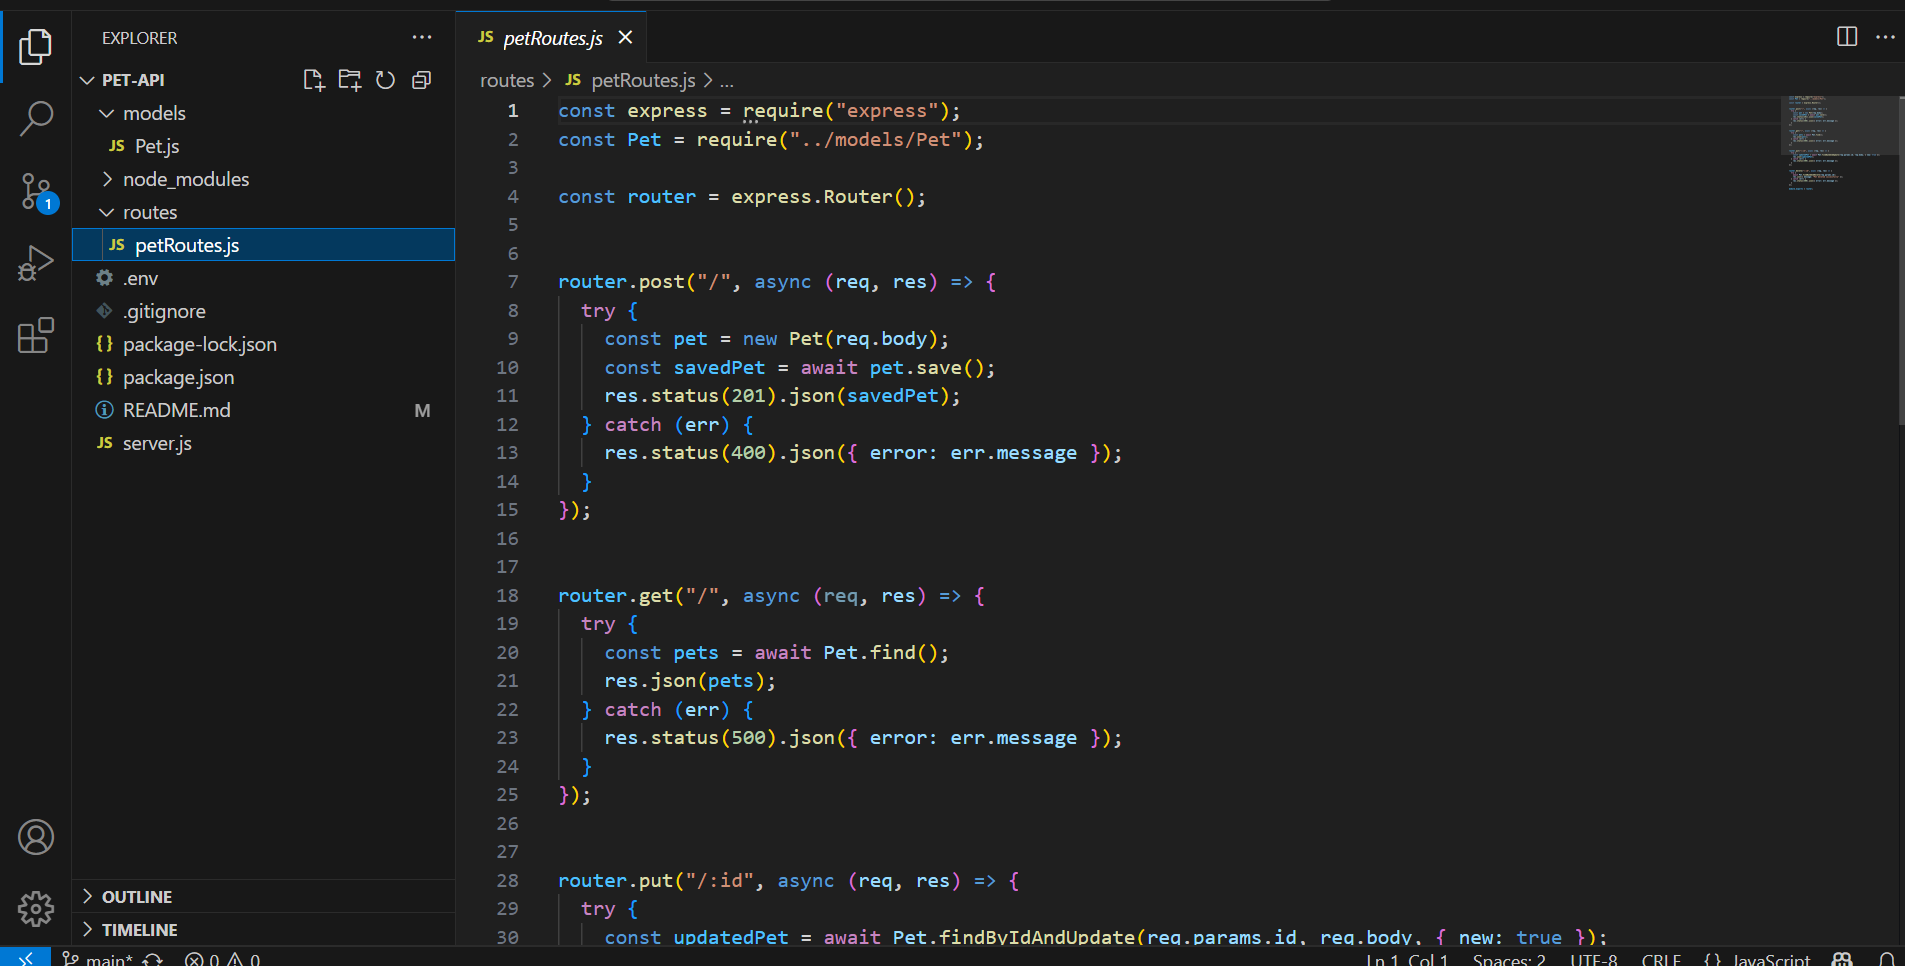 EXPLORER
PET-API
models
JS Pet.js
node_modules
routes
JS petRoutes.js
.env
.gitignore
{} package-lock.json
{} package.json
README.md M
JS server.js
OUTLINE
TIMELINE
1
JS petRoutes.js
routes > JS petRoutes.js > ...
1 const express = require("express");
2 const Pet = require("../models/Pet");
3
4 const router = express.Router();
5
6
7 router.post("/", async (req, res) => {
8 try {
9 const pet = new Pet(req.body);
10 const savedPet = await pet.save();
11 res.status(201).json(savedPet);
12 } catch (err) {
13 res.status(400).json({ error: err.message });
14 }
15 });
16
17
18 router.get("/", async (req, res) => {
19 try {
20 const pets = await Pet.find();
21 res.json(pets);
22 } catch (err) {
23 res.status(500).json({ error: err.message });
24 }
25 });
26
27
28 router.put("/:id", async (req, res) => {
29 try {
30 const updatedPet = await Pet.findByIdAndUpdate(req.params.id, req.body, { new: true });
main* 0 0 Ln 1, Col 1 Spaces: 2 UTF-8 CRLF {} JavaScript